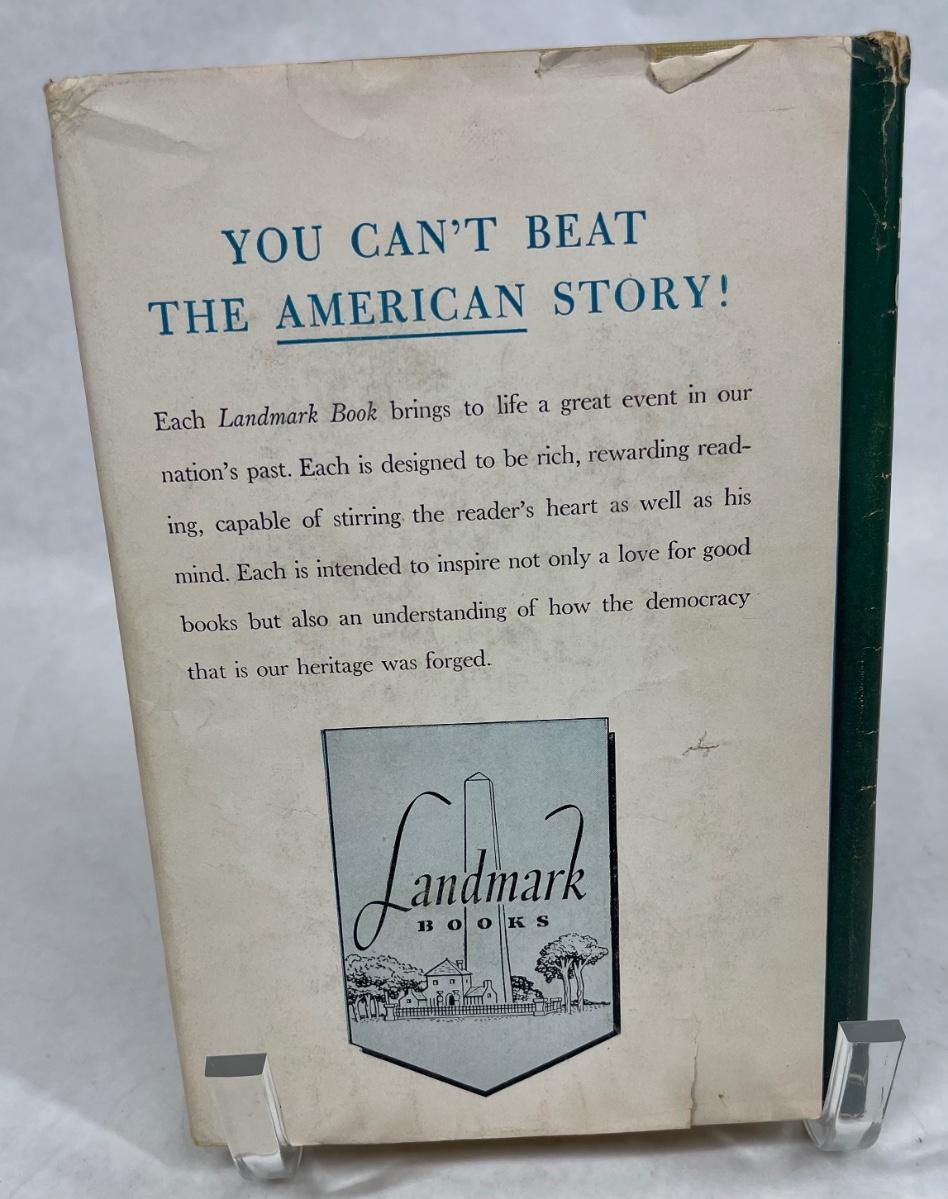 YOU CAN'T BEAT
THE AMERICAN STORY!
Each Landmark Book brings to life a great event in our
nation's past. Each is designed to be rich, rewarding read-
ing, capable of stirring the reader's heart as well as his
mind. Each is intended to inspire not only a love for good
books but also an understanding of how the democracy
that is our heritage was forged.
Landmark
BOOKS